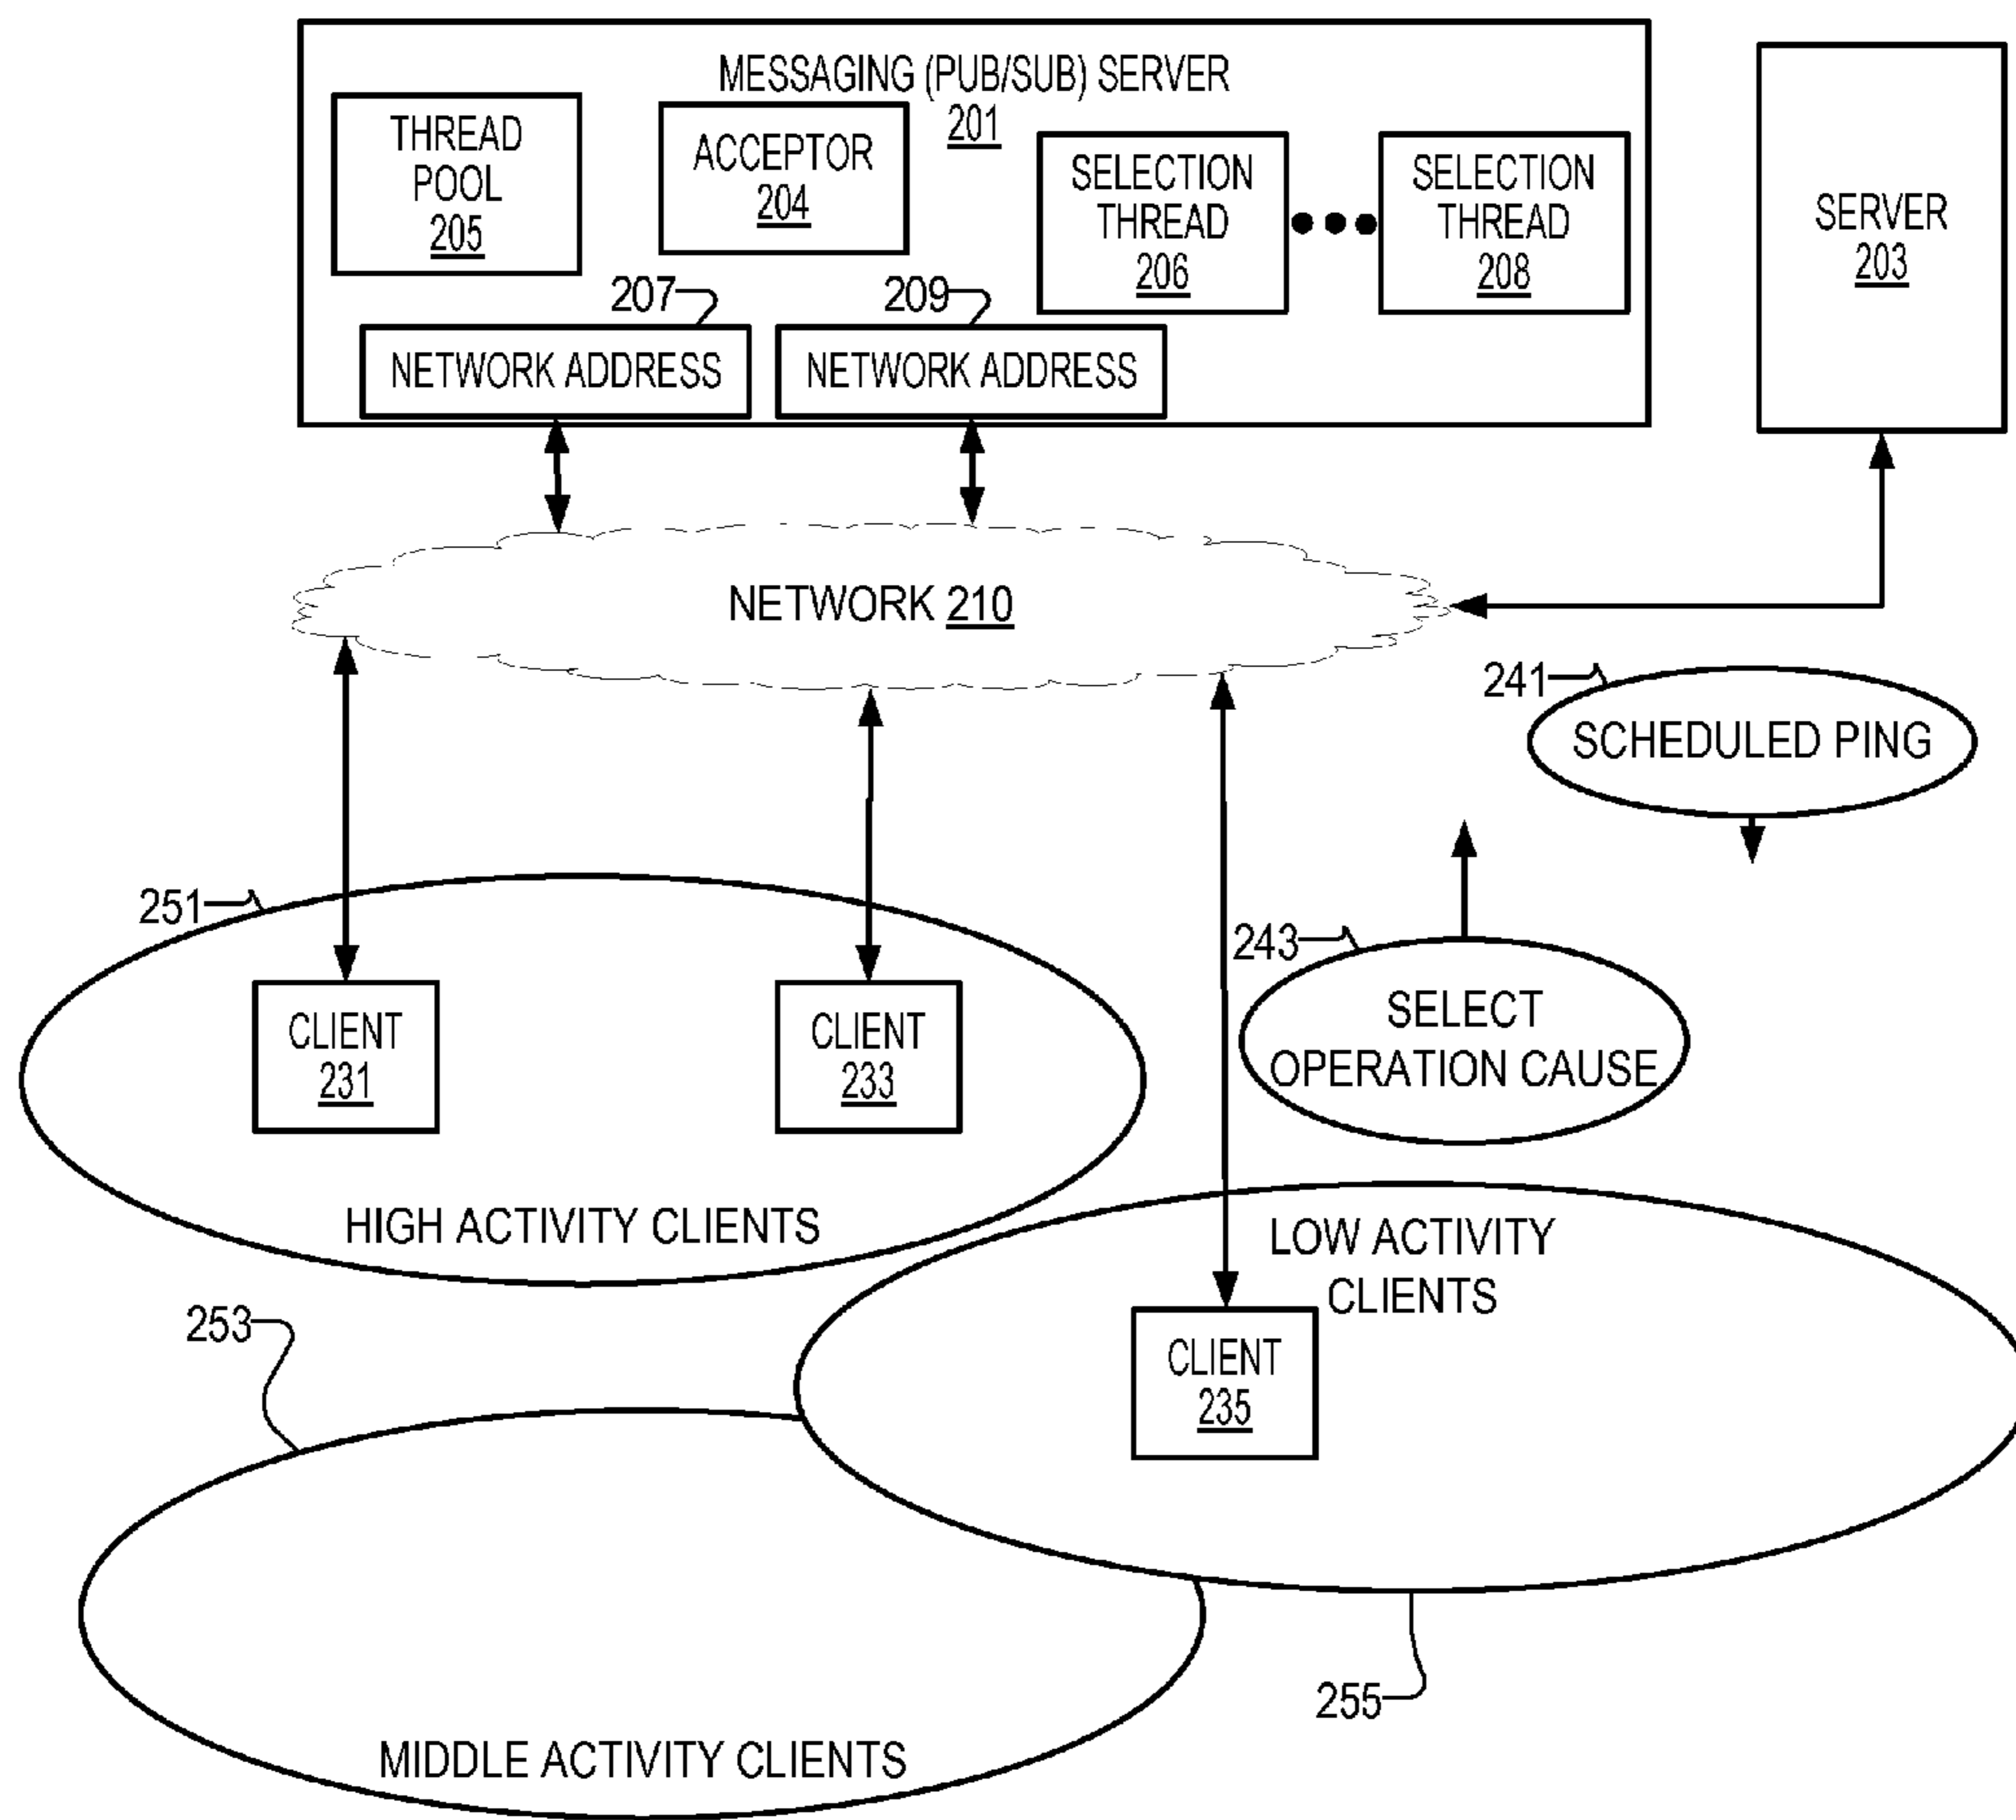 MESSAGING (PUB/SUB) SERVER
201
THREAD
POOL
205
ACCEPTOR
204
SELECTION
THREAD
206
SELECTION
THREAD
208
SERVER
203
207
209
NETWORK ADDRESS
NETWORK ADDRESS
NETWORK 210
241
SCHEDULED PING
251
243
SELECT
OPERATION CAUSE
CLIENT
231
CLIENT
233
HIGH ACTIVITY CLIENTS
LOW ACTIVITY
CLIENTS
253
CLIENT
235
255
MIDDLE ACTIVITY CLIENTS